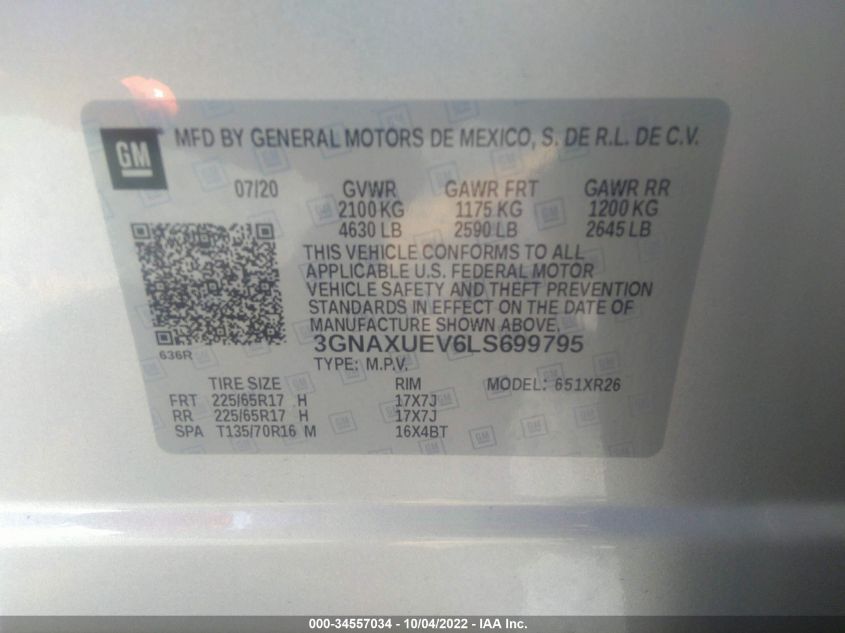 GM MFD BY GENERAL MOTORS DE MEXICO, S. DE R.L. DE C.V.
07/20 GVWR GAWR FRT GAWR RR
2100 KG 1175 KG 1200 KG
4630 LB 2590 LB 2645 LB
THIS VEHICLE CONFORMS TO ALL
APPLICABLE U.S. FEDERAL MOTOR
VEHICLE SAFETY AND THEFT PREVENTION
STANDARDS IN EFFECT ON THE DATE OF
MANUFACTURE SHOWN ABOVE.
636R
3GNAXUEV6LS699795
TYPE: M.P.V.
TIRE SIZE RIM MODEL: 651XR26
FRT 225/65R17 H 17X7J
RR 225/65R17 H 17X7J
SPA T135/70R16 M 16X4BT
000-34557034 - 10/04/2022 - IAA Inc.